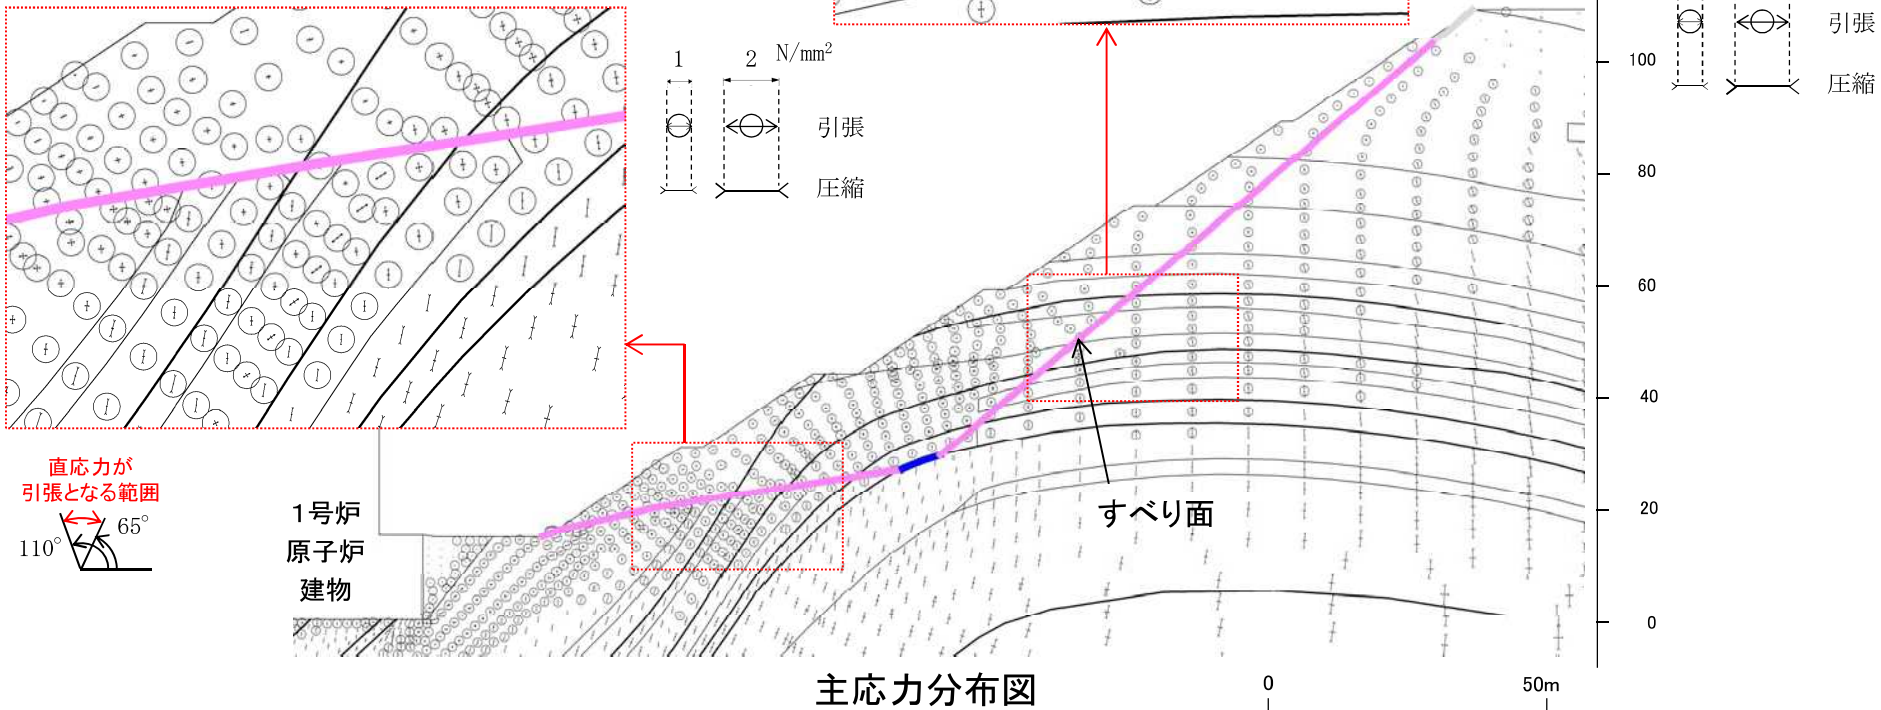 1 2 N/mm²
引張
圧縮
引張
圧縮
100
80
60
40
20
0
直応力が
引張となる範囲
110° 65°
1号炉
原子炉
建物
すべり面
主応力分布図
0 50m